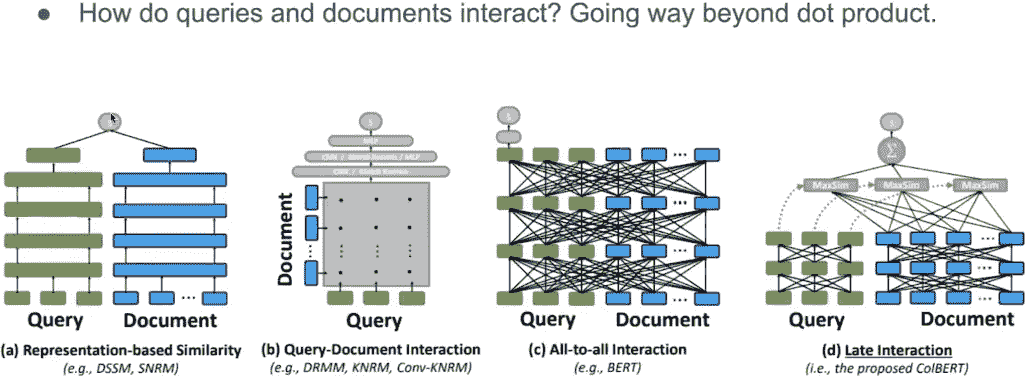 ● How do queries and documents interact? Going way beyond dot product.
s
MLP
s
s
Σ
MaxSim MaxSim MaxSim
Document
Query Document
Query
Query Document
Query Document
(a) Representation-based Similarity
(e.g., DSSM, SNRM)
(b) Query-Document Interaction
(e.g., DRMM, KNRM, Conv-KNRM)
(c) All-to-all Interaction
(e.g., BERT)
(d) Late Interaction
(i.e., the proposed ColBERT)